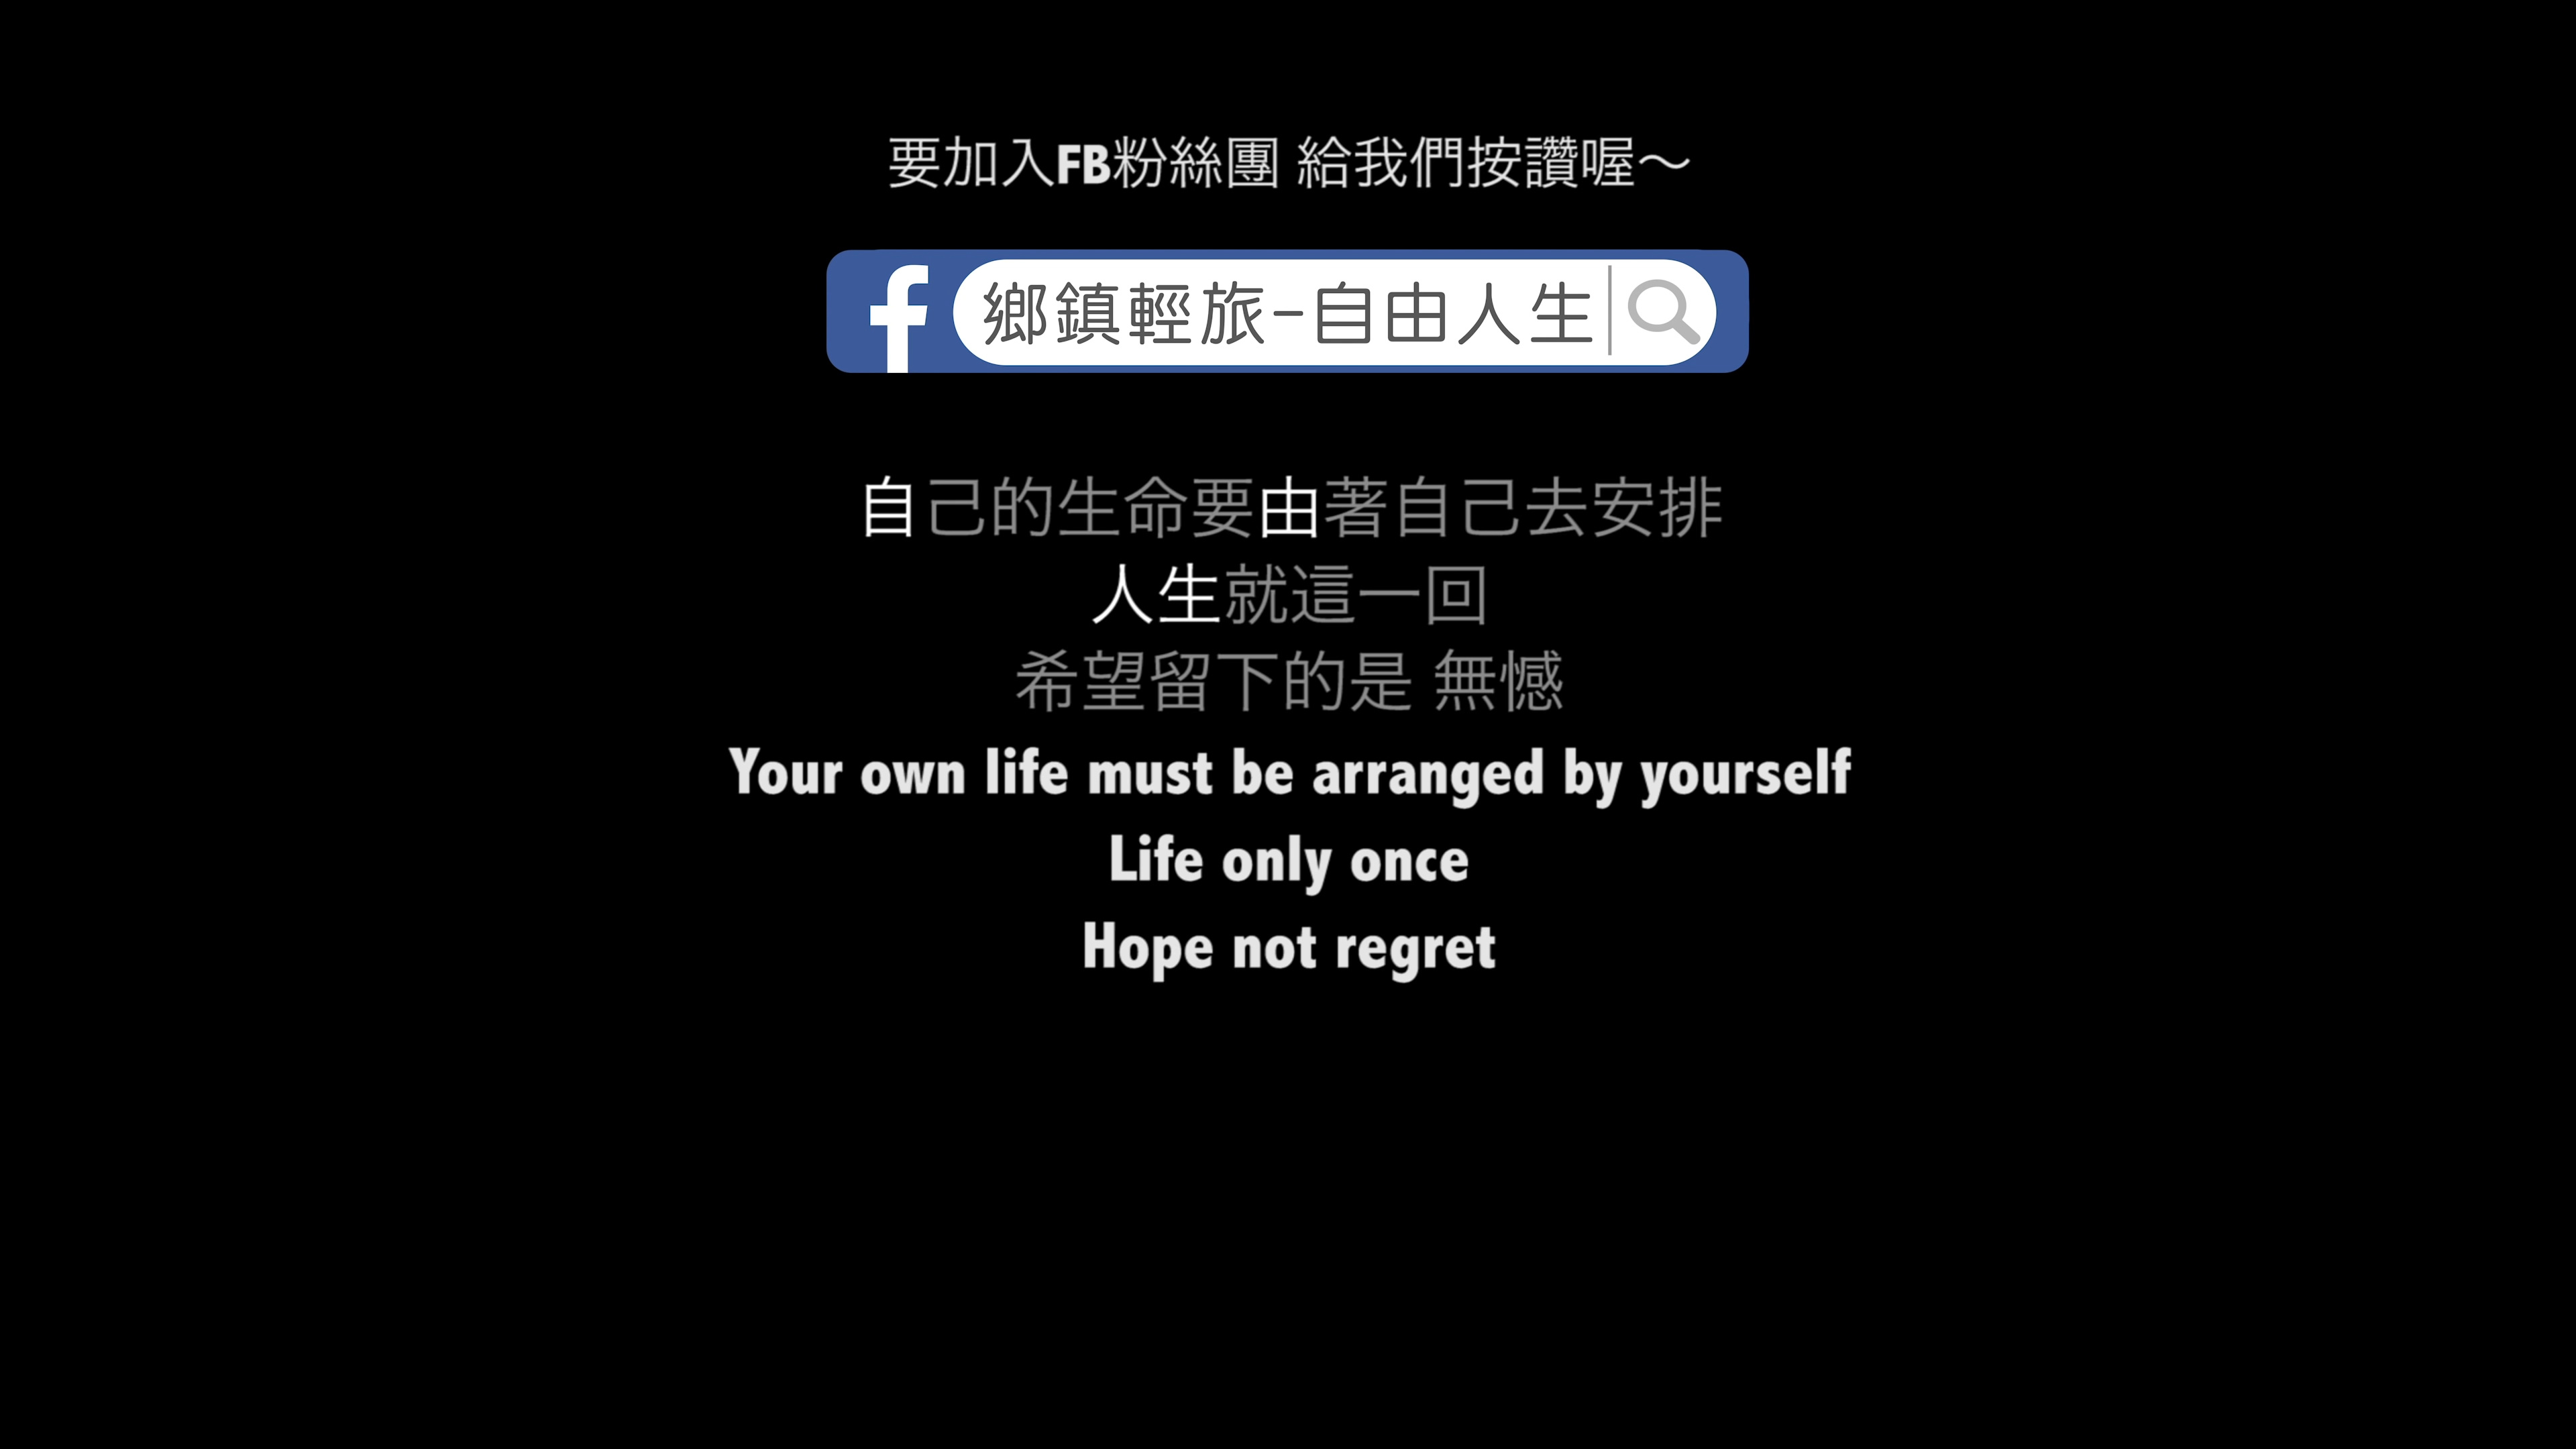 要加入FB粉絲團 給我們按讚喔～
鄉鎮輕旅-自由人生
自己的生命要由著自己去安排
人生就這一回
希望留下的是 無憾
Your own life must be arranged by yourself
Life only once
Hope not regret